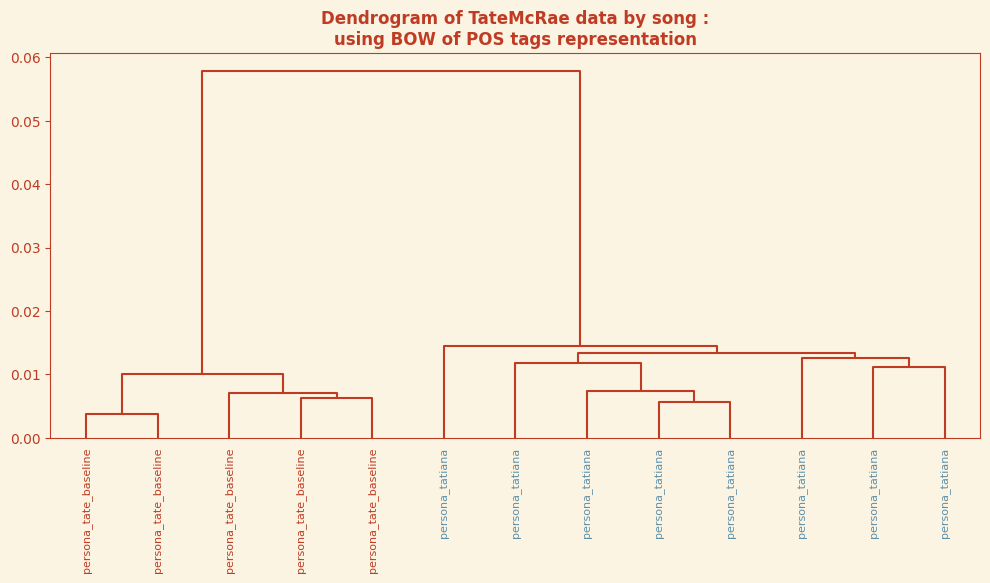 Dendrogram of TateMcRae data by song :
using BOW of POS tags representation
0.06
0.05
0.04
0.03
0.02
0.01
0.00
persona_tate_baseline
persona_tate_baseline
persona_tate_baseline
persona_tate_baseline
persona_tate_baseline
persona_tatiana
persona_tatiana
persona_tatiana
persona_tatiana
persona_tatiana
persona_tatiana
persona_tatiana
persona_tatiana